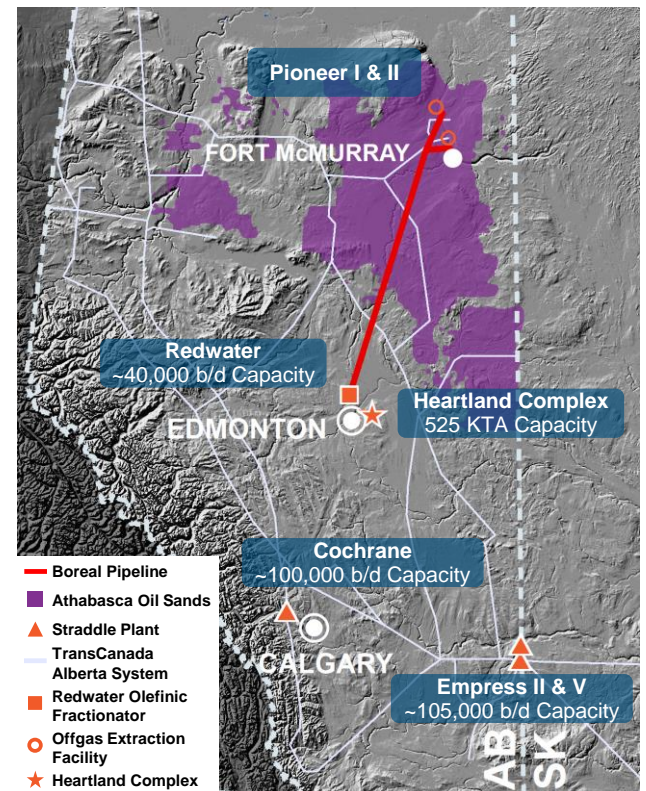 Pioneer I & II
FORT McMURRAY
Redwater
~40,000 b/d Capacity
Heartland Complex
525 KTA Capacity
EDMONTON
Cochrane
~100,000 b/d Capacity
CALGARY
Empress II & V
~105,000 b/d Capacity
AB
SK
Boreal Pipeline
Athabasca Oil Sands
Straddle Plant
TransCanada
Alberta System
Redwater Olefinic
Fractionator
Offgas Extraction
Facility
Heartland Complex